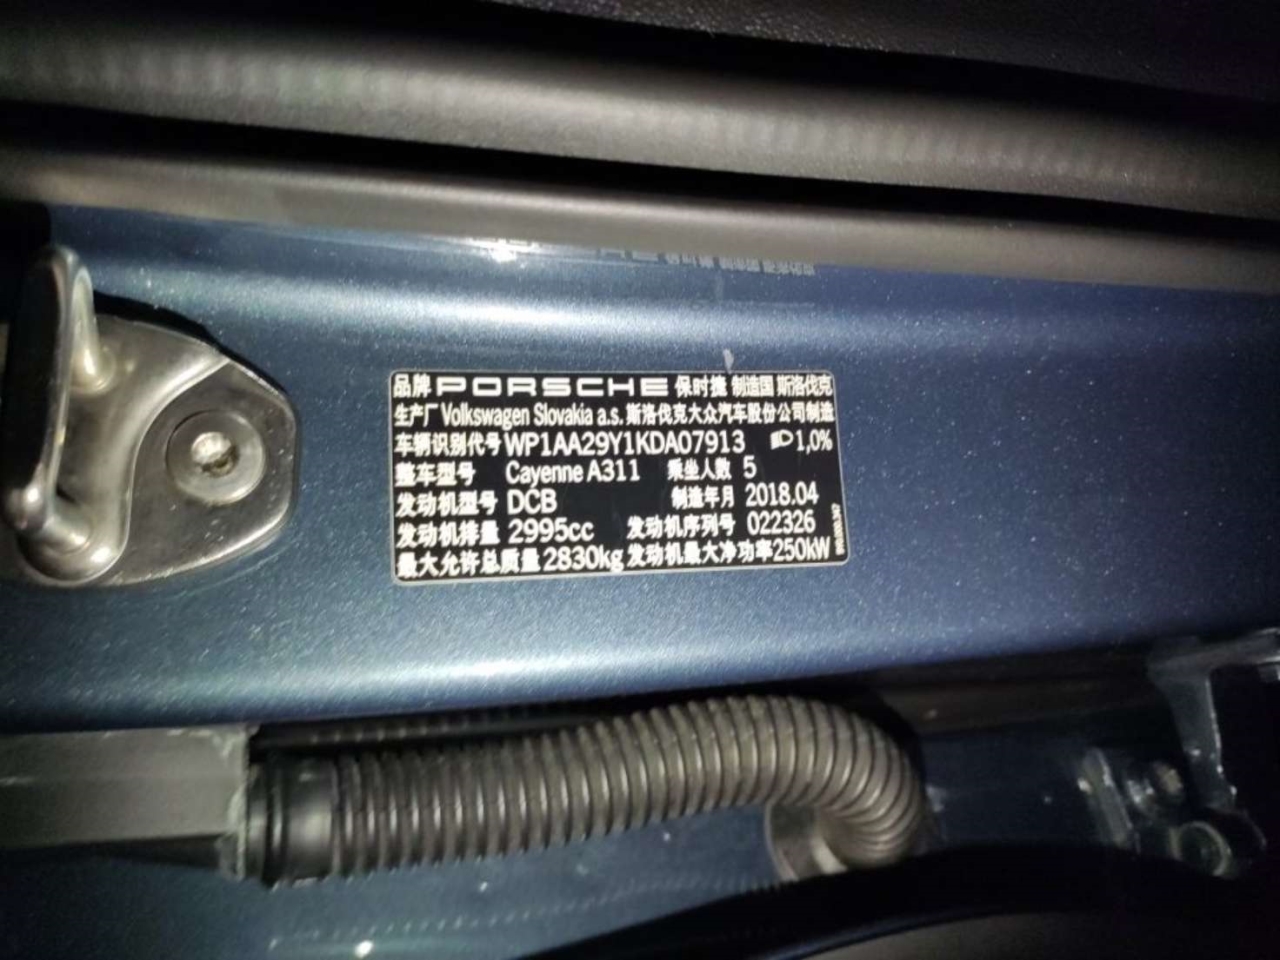 品牌 PORSCHE 保时捷 制造国 斯洛伐克
生产厂 Volkswagen Slovakia a.s. 斯洛伐克大众汽车股份公司制造
车辆识别代号 WP1AA29Y1KDA07913 1,0%
整车型号 Cayenne A311 乘坐人数 5
发动机型号 DCB 制造年月 2018.04
发动机排量 2995cc 发动机序列号 022326
最大允许总质量 2830kg 发动机最大净功率 250kW